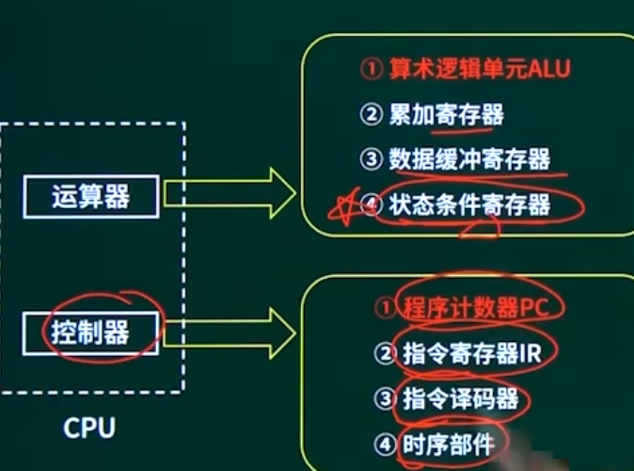 ① 算术逻辑单元ALU
② 累加寄存器
③ 数据缓冲寄存器
④ 状态条件寄存器
运算器
① 程序计数器PC
② 指令寄存器IR
③ 指令译码器
④ 时序部件
控制器
CPU